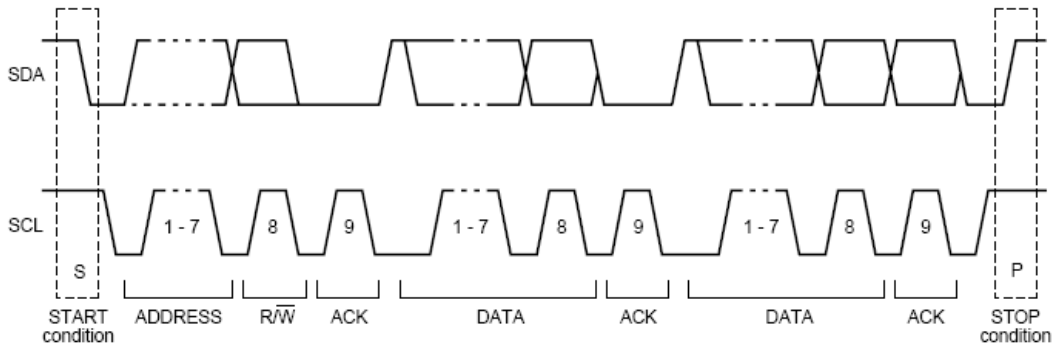 SDA
SCL
1 - 7
8
9
1 - 7
8
9
1 - 7
8
9
S
P
START
condition
ADDRESS
R/W̅
ACK
DATA
ACK
DATA
ACK
STOP
condition